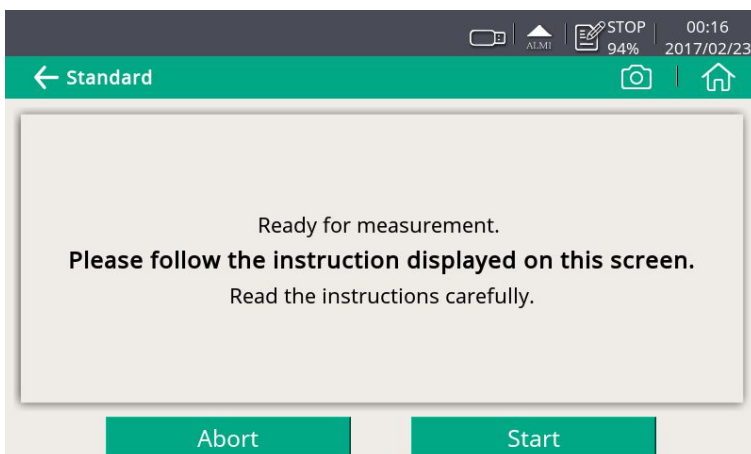 STOP 00:16
ALMI 94% 2017/02/23
Standard
Ready for measurement.
Please follow the instruction displayed on this screen.
Read the instructions carefully.
Abort Start